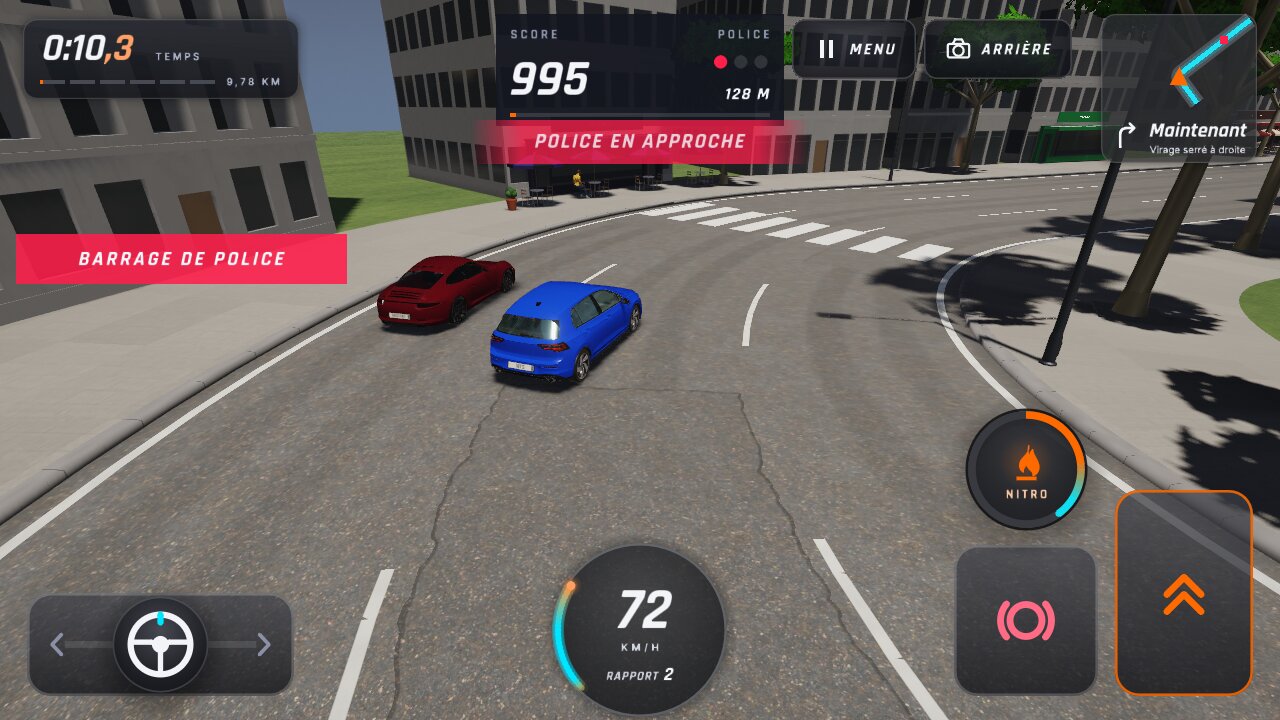 0:10,3 TEMPS
9,78 KM
SCORE
995
POLICE
128 M
MENU
ARRIÈRE
Maintenant
Virage serré à droite
POLICE EN APPROCHE
BARRAGE DE POLICE
NITRO
72
KM/H
RAPPORT 2